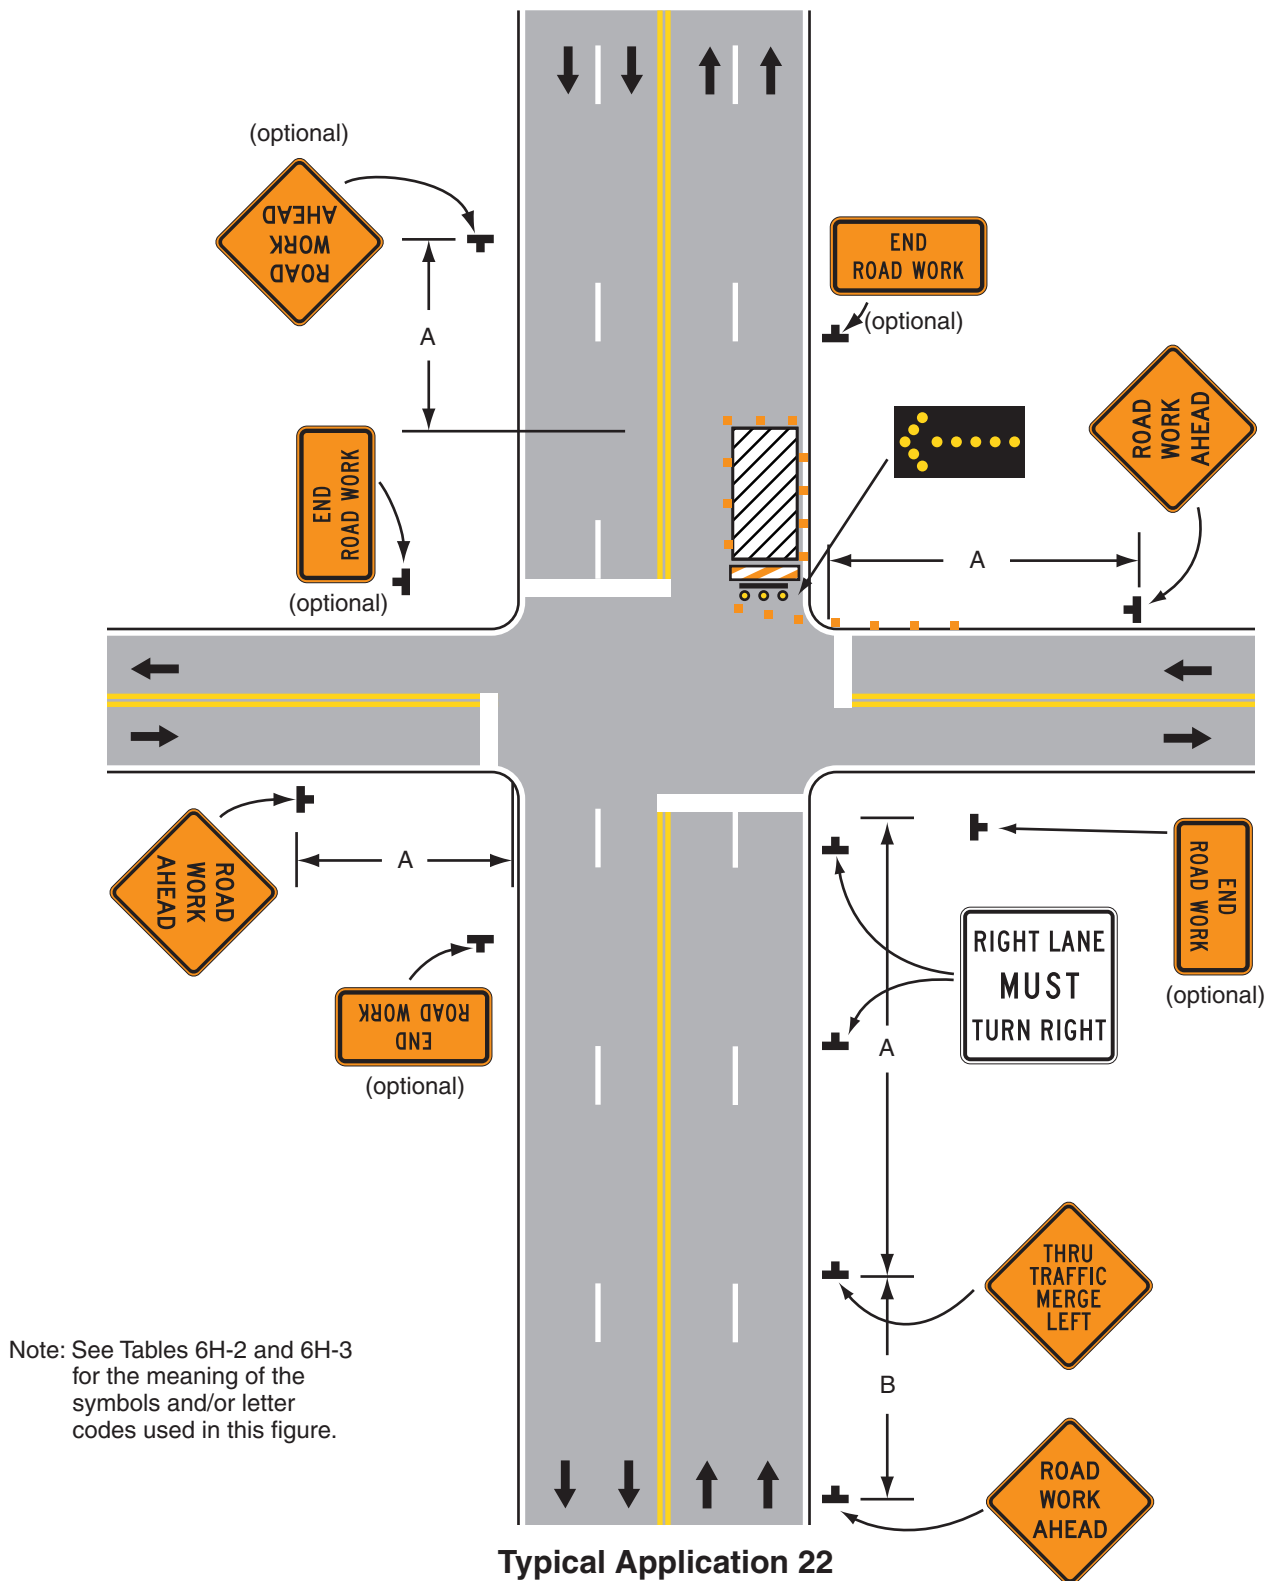 (optional)
ROAD
WORK
AHEAD
END
ROAD WORK
(optional)
A
ROAD
WORK
AHEAD
END
ROAD WORK
(optional)
A
ROAD
WORK
AHEAD
A
END
ROAD WORK
(optional)
RIGHT LANE
MUST
TURN RIGHT
END
ROAD WORK
(optional)
A
THRU
TRAFFIC
MERGE
LEFT
Note: See Tables 6H-2 and 6H-3
for the meaning of the
symbols and/or letter
codes used in this figure.
B
ROAD
WORK
AHEAD
Typical Application 22